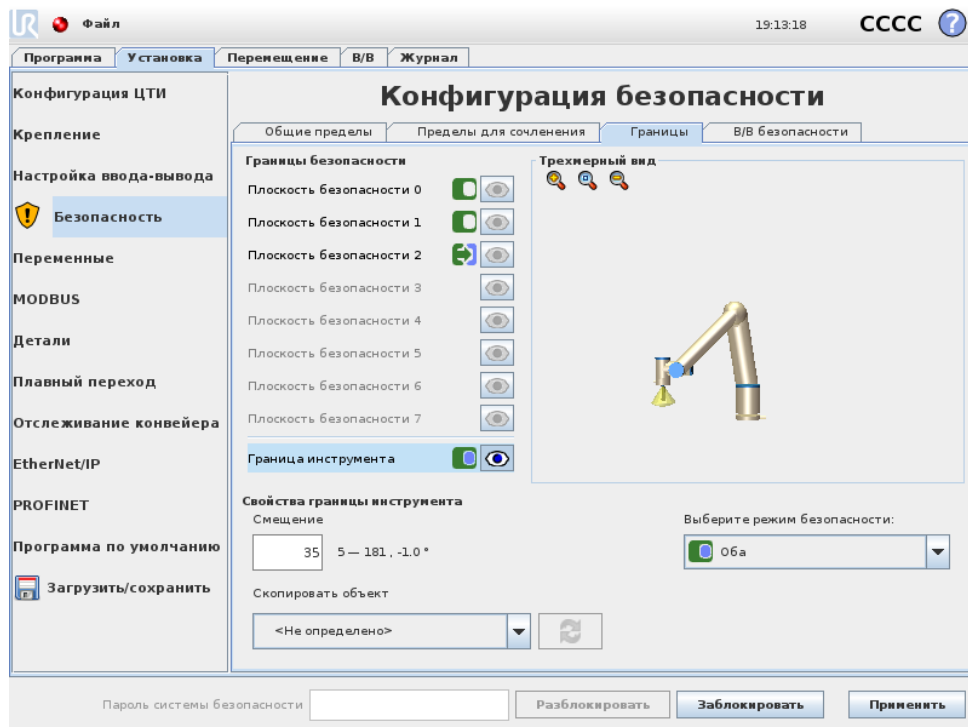 UR Файл 19:13:18 CCCC ?
Программа Установка Перемещение В/В Журнал
Конфигурация ЦТИ
Крепление
Настройка ввода-вывода
Безопасность
Переменные
MODBUS
Детали
Плавный переход
Отслеживание конвейера
EtherNet/IP
PROFINET
Программа по умолчанию
Загрузить/сохранить
Конфигурация безопасности
Общие пределы Пределы для сочленения Границы В/В безопасности
Границы безопасности
Плоскость безопасности 0
Плоскость безопасности 1
Плоскость безопасности 2
Плоскость безопасности 3
Плоскость безопасности 4
Плоскость безопасности 5
Плоскость безопасности 6
Плоскость безопасности 7
Граница инструмента
Трехмерный вид
Свойства границы инструмента
Смещение
35 5 — 181 , -1.0 °
Скопировать объект
<Не определено>
Выберите режим безопасности:
Оба
Пароль системы безопасности Разблокировать Заблокировать Применить